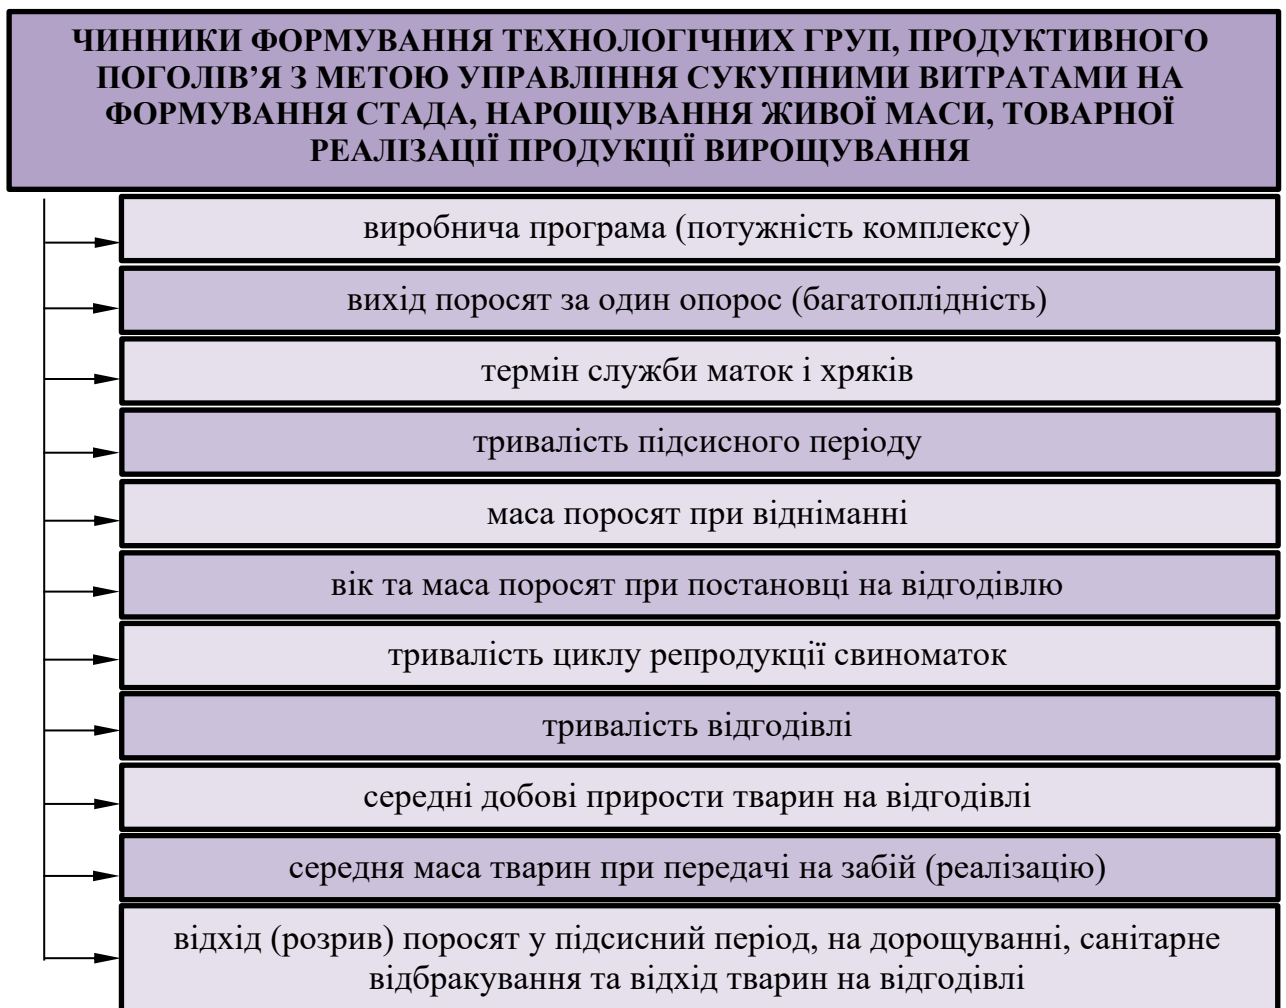 ЧИННИКИ ФОРМУВАННЯ ТЕХНОЛОГІЧНИХ ГРУП, ПРОДУКТИВНОГО
ПОГОЛІВ’Я З МЕТОЮ УПРАВЛІННЯ СУКУПНИМИ ВИТРАТАМИ НА
ФОРМУВАННЯ СТАДА, НАРОЩУВАННЯ ЖИВОЇ МАСИ, ТОВАРНОЇ
РЕАЛІЗАЦІЇ ПРОДУКЦІЇ ВИРОЩУВАННЯ
виробнича програма (потужність комплексу)
вихід поросят за один опорос (багатоплідність)
термін служби маток і хряків
тривалість підсисного періоду
маса поросят при відніманні
вік та маса поросят при постановці на відгодівлю
тривалість циклу репродукції свиноматок
тривалість відгодівлі
середні добові прирости тварин на відгодівлі
середня маса тварин при передачі на забій (реалізацію)
відхід (розрив) поросят у підсисний період, на дорощуванні, санітарне
відбракування та відхід тварин на відгодівлі